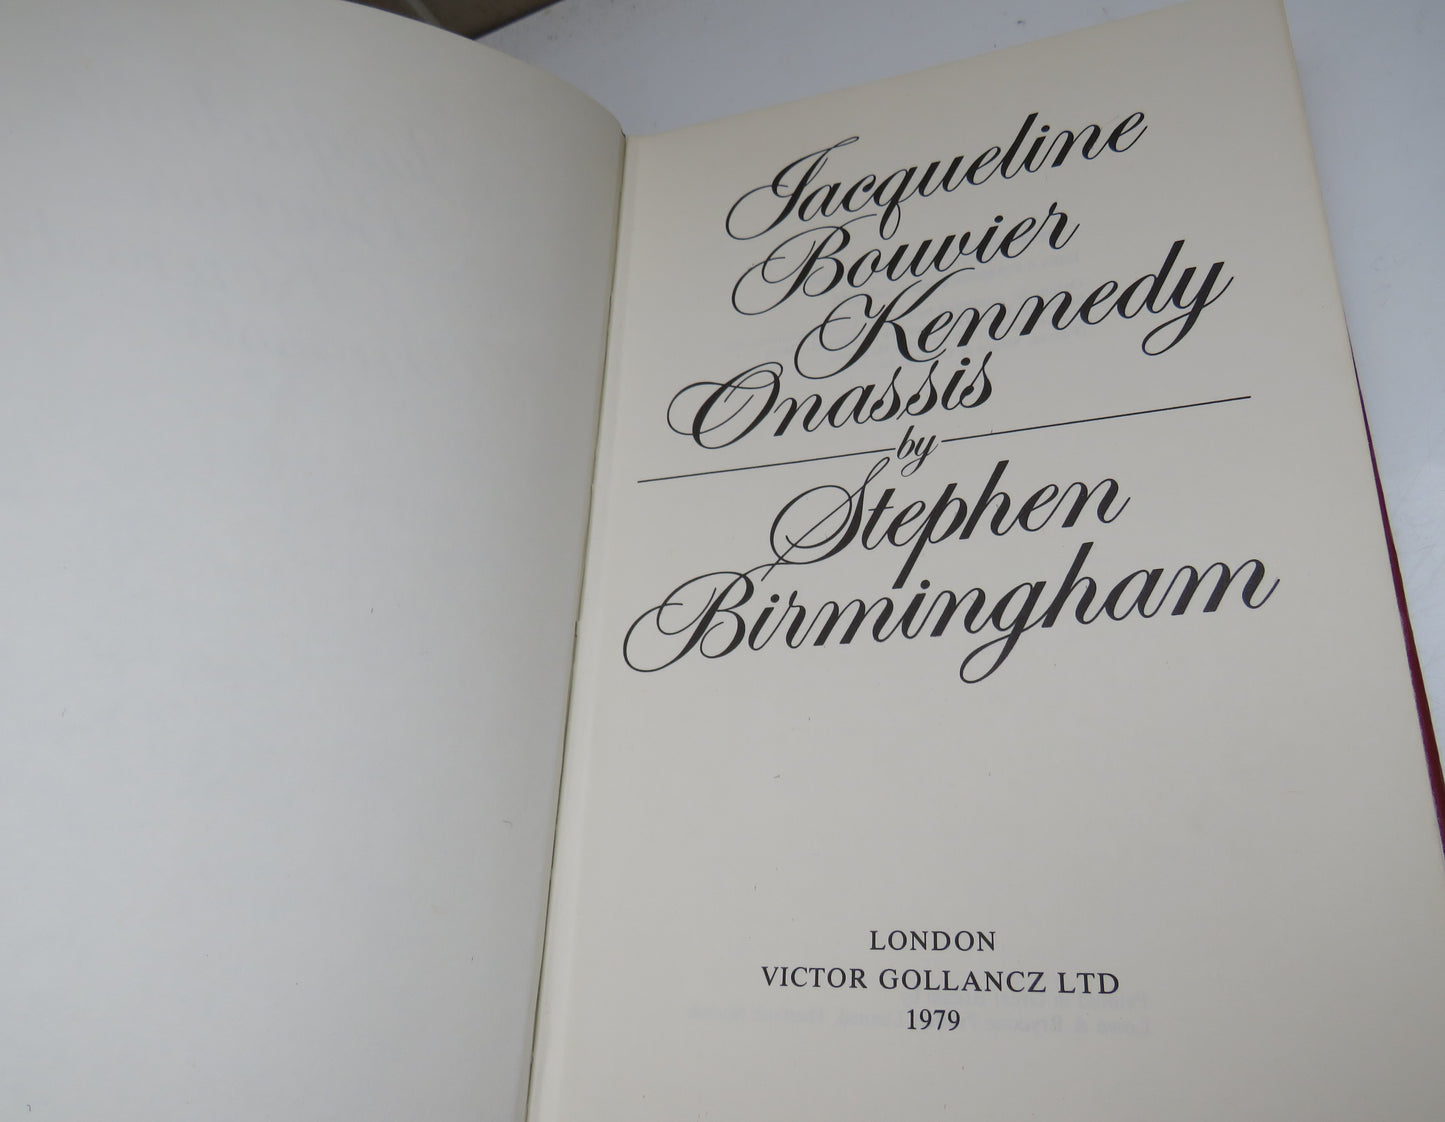 Jacqueline
Bouvier
Kennedy
Onassis
by
Stephen
Birmingham
LONDON
VICTOR GOLLANCZ LTD
1979